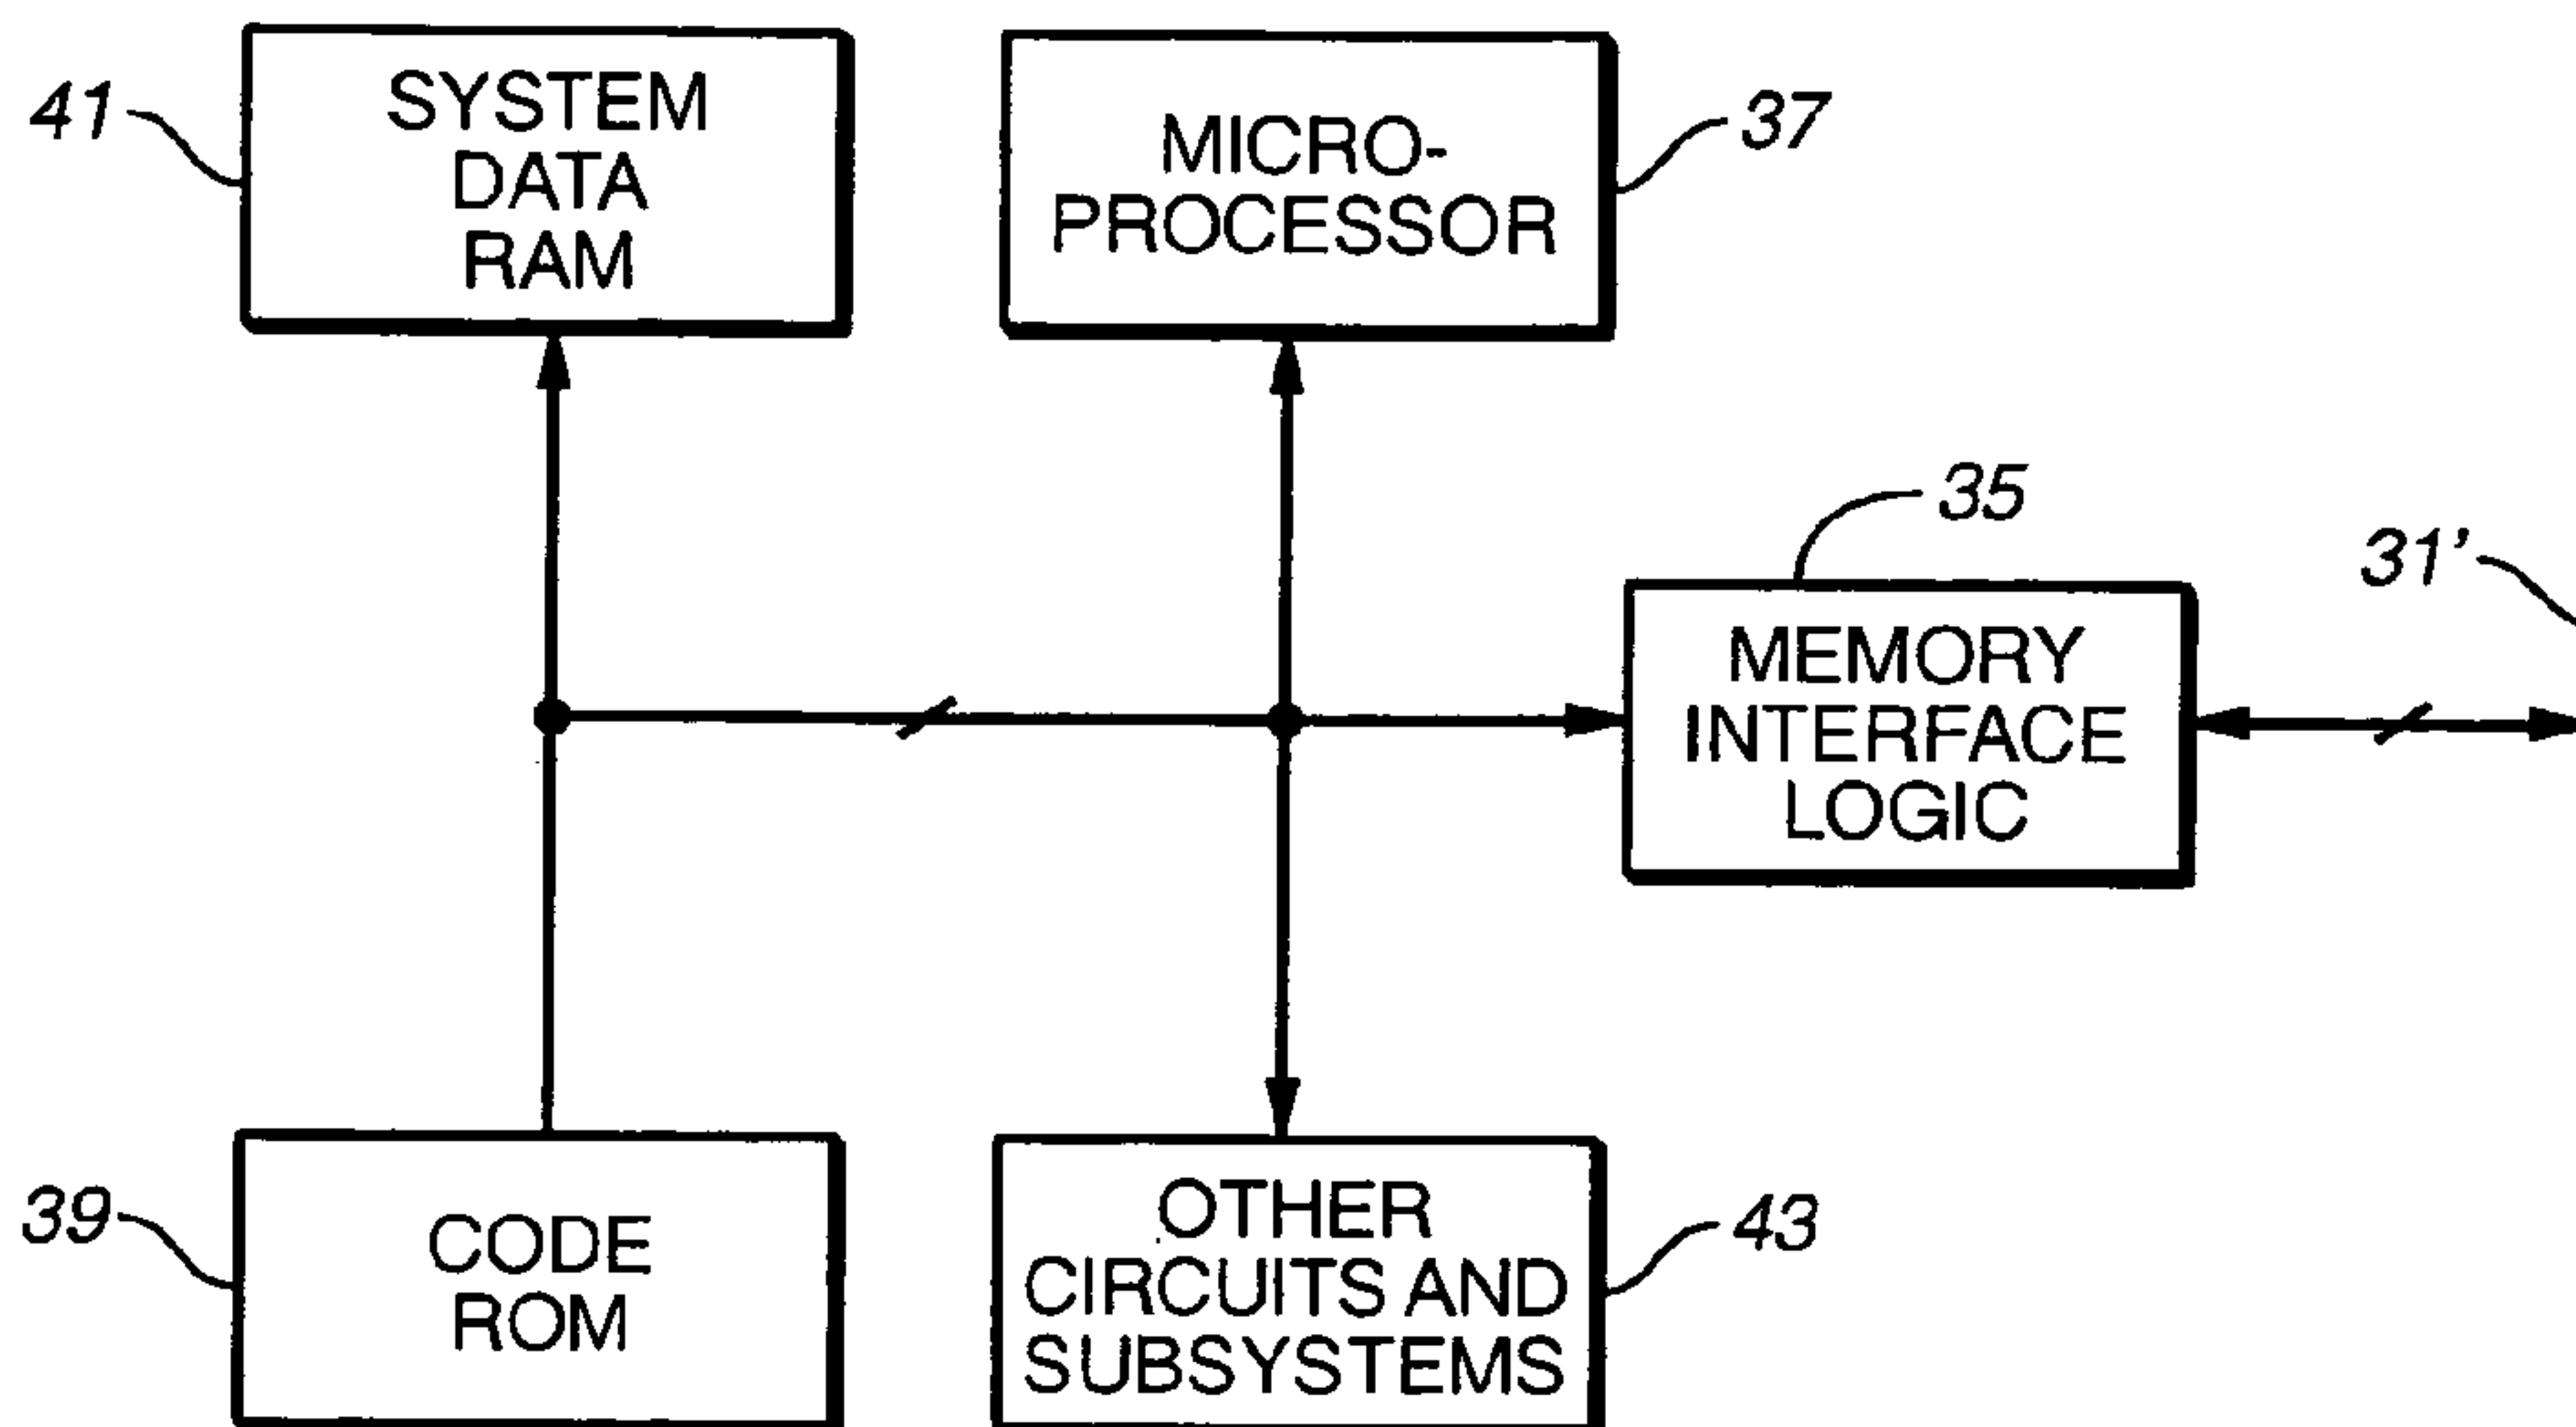 41
SYSTEM
DATA
RAM
MICRO-
PROCESSOR
37
35
31'
MEMORY
INTERFACE
LOGIC
39
CODE
ROM
OTHER
CIRCUITS AND
SUBSYSTEMS
43